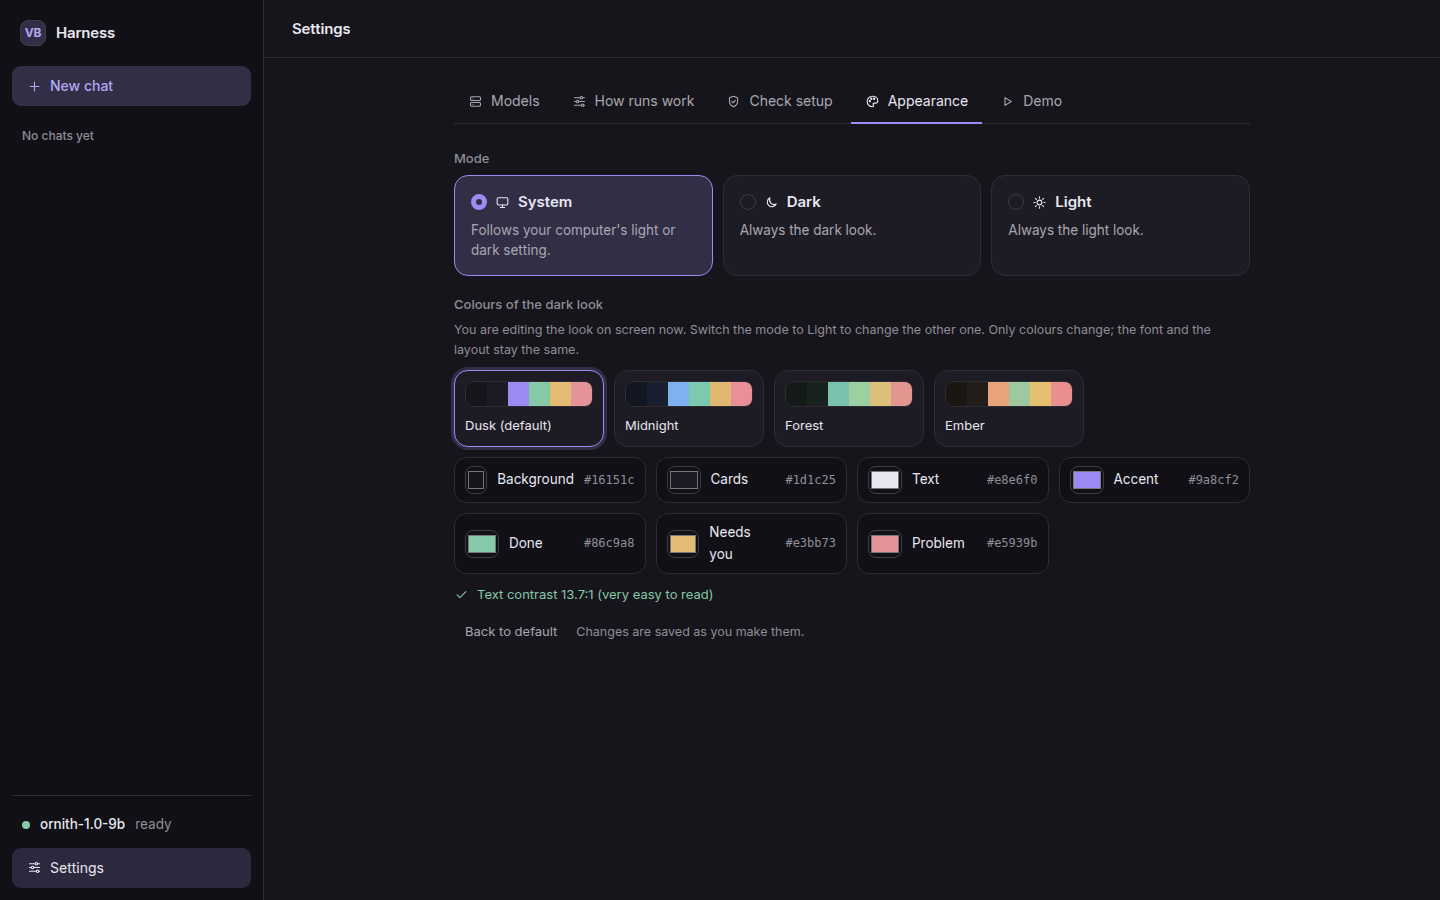 VB Harness
New chat
No chats yet
ornith-1.0-9b ready
Settings
Settings
Models
How runs work
Check setup
Appearance
Demo
Mode
System
Follows your computer's light or
dark setting.
Dark
Always the dark look.
Light
Always the light look.
Colours of the dark look
You are editing the look on screen now. Switch the mode to Light to change the other one. Only colours change; the font and the
layout stay the same.
Dusk (default)
Midnight
Forest
Ember
Background #16151c
Cards #1d1c25
Text #e8e6f0
Accent #9a8cf2
Done #86c9a8
Needs
you
#e3bb73
Problem #e5939b
Text contrast 13.7:1 (very easy to read)
Back to default
Changes are saved as you make them.